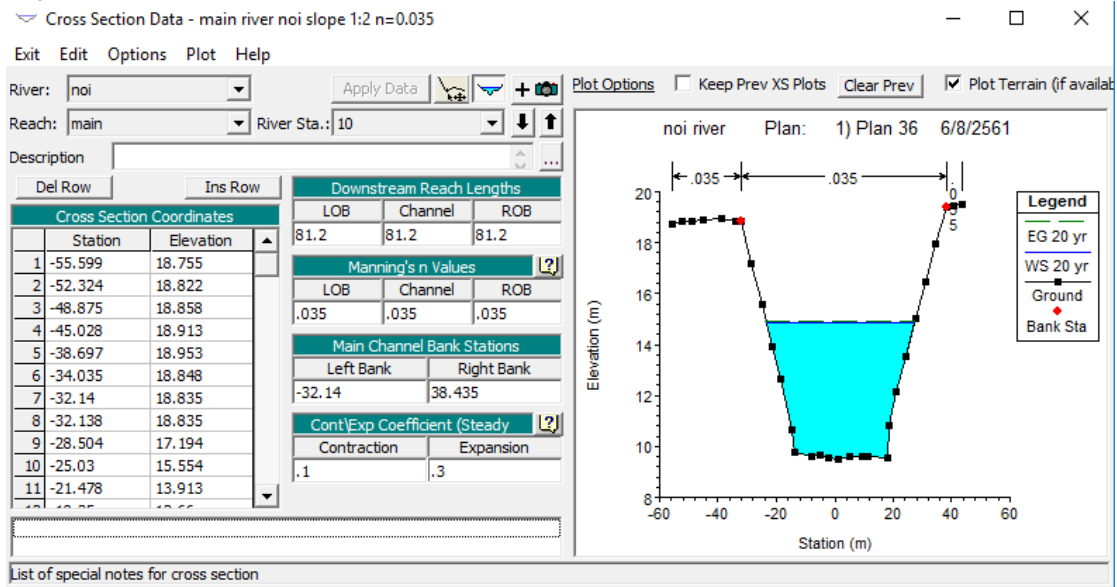 Cross Section Data - main river noi slope 1:2 n=0.035
Exit Edit Options Plot Help
River: noi
Apply Data
Reach: main
River Sta.: 10
Description
...
Del Row
Ins Row
Cross Section Coordinates
Station Elevation
1 -55.599 18.755
2 -52.324 18.822
3 -48.875 18.858
4 -45.028 18.913
5 -38.697 18.953
6 -34.035 18.848
7 -32.14 18.835
8 -32.138 18.835
9 -28.504 17.194
10 -25.03 15.554
11 -21.478 13.913
Downstream Reach Lengths
LOB Channel ROB
81.2 81.2 81.2
Manning's n Values
LOB Channel ROB
.035 .035 .035
Main Channel Bank Stations
Left Bank Right Bank
-32.14 38.435
Cont\Exp Coefficient (Steady
Contraction Expansion
.1 .3
Plot Options
Keep Prev XS Plots
Clear Prev
Plot Terrain (if availab
noi river Plan: 1) Plan 36 6/8/2561
.035
.035
.
0
5
20
18
16
14
12
10
8
Elevation (m)
-60 -40 -20 0 20 40 60
Station (m)
Legend
EG 20 yr
WS 20 yr
Ground
Bank Sta
List of special notes for cross section